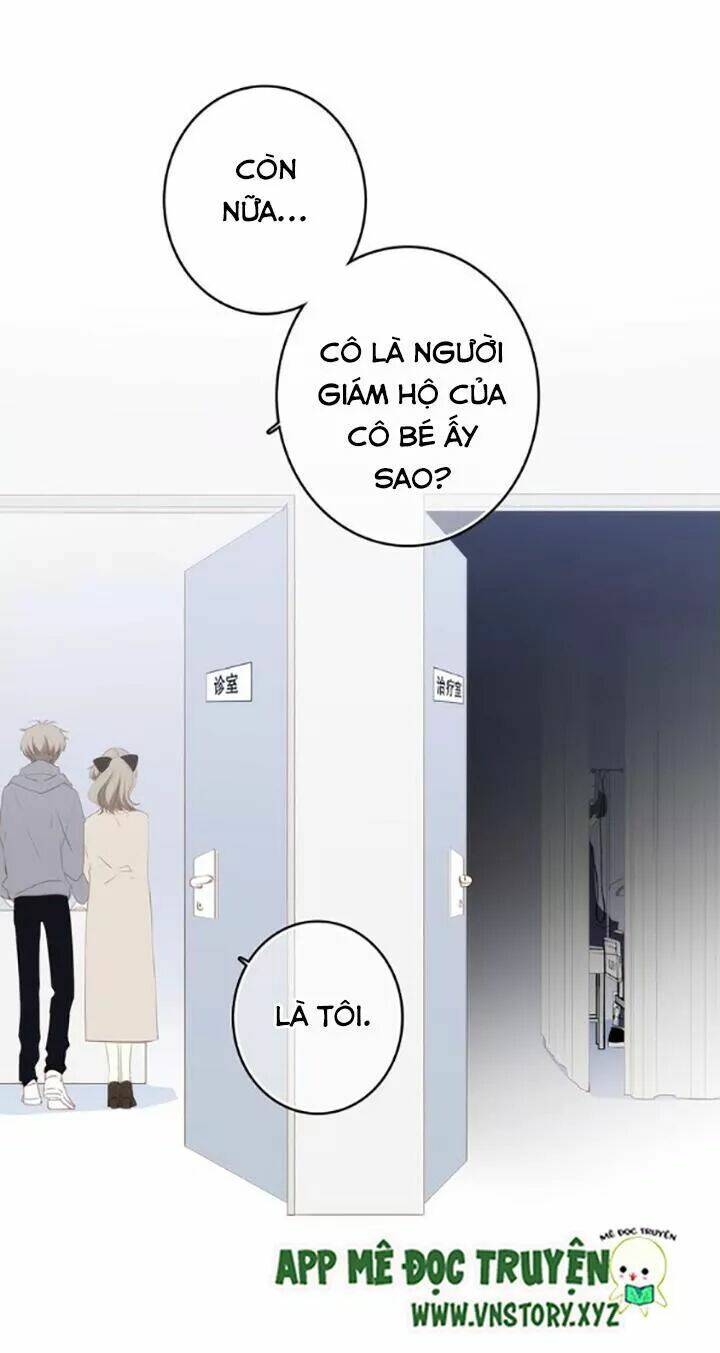 CÒN
NỮA...
CÔ LÀ NGƯỜI
GIÁM HỘ CỦA
CÔ BÉ ẤY
SAO?
诊室
治疗室
LÀ TÔI.
MÊ ĐỌC TRUYỆN
APP MÊ ĐỌC TRUYỆN
WWW.VNSTORY.XYZ